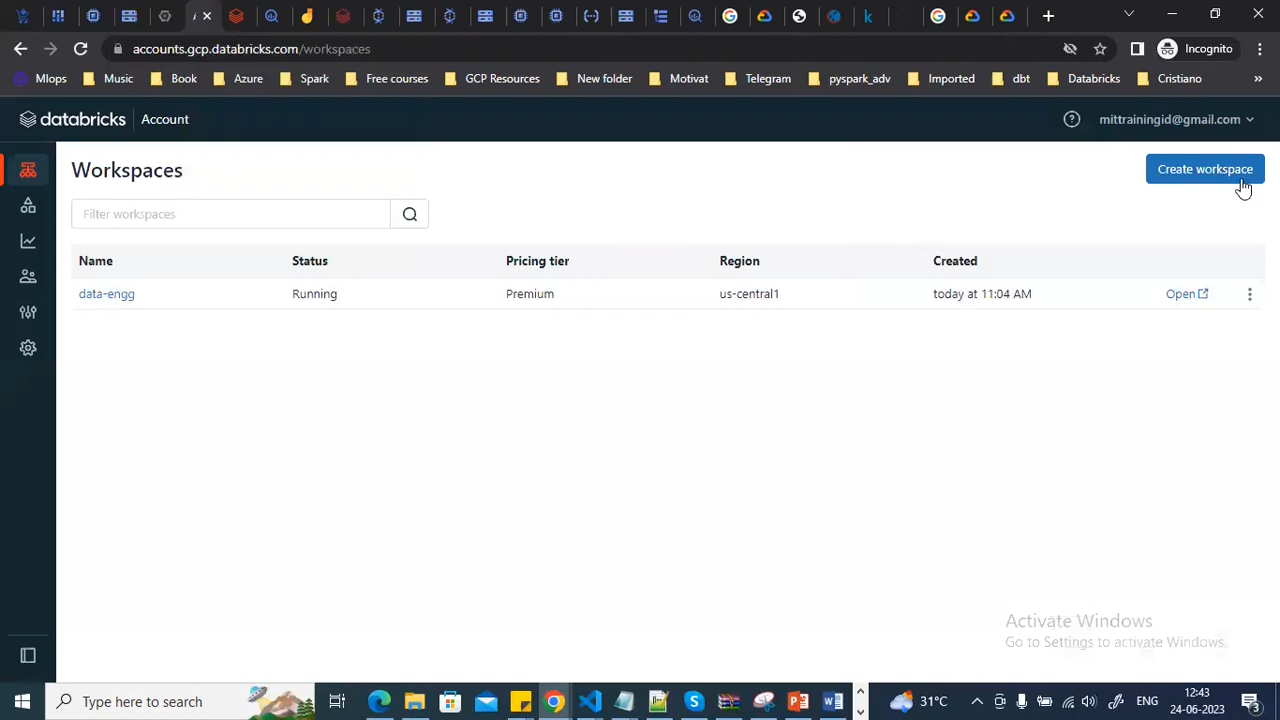 accounts.gcp.databricks.com/workspaces
Incognito
Mlops
Music
Book
Azure
Spark
Free courses
GCP Resources
New folder
Motivat
Telegram
pyspark_adv
Imported
dbt
Databricks
Cristiano
»
databricks
Account
mittrainingid@gmail.com
Workspaces
Create workspace
Filter workspaces
Name Status Pricing tier Region Created
data-engg Running Premium us-central1 today at 11:04 AM Open
Activate Windows
Go to Settings to activate Windows.
Type here to search
31°C
ENG
12:43
24-06-2023
3